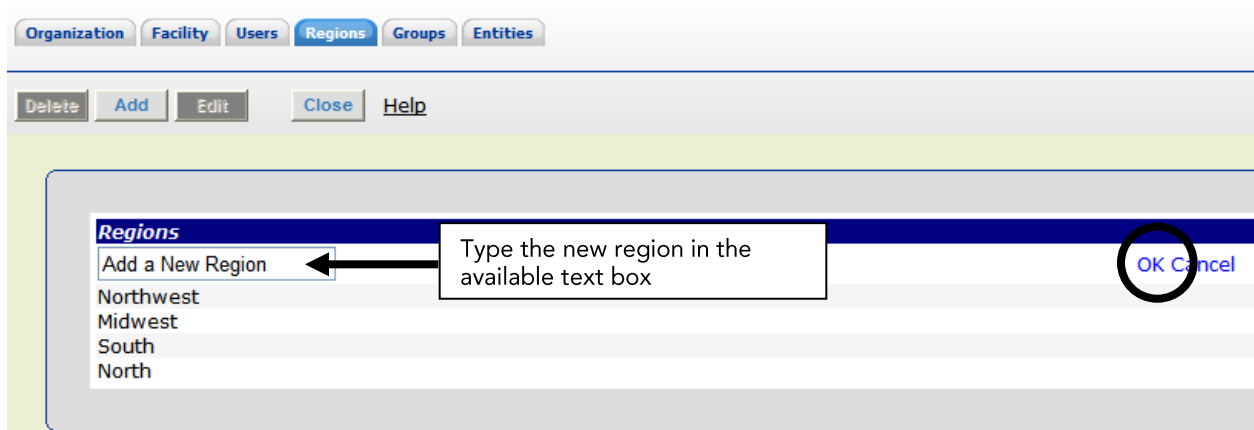 Organization Facility Users Regions Groups Entities
Delete Add Edit Close Help
Regions
Add a New Region
Type the new region in the
available text box
OK Cancel
Northwest
Midwest
South
North